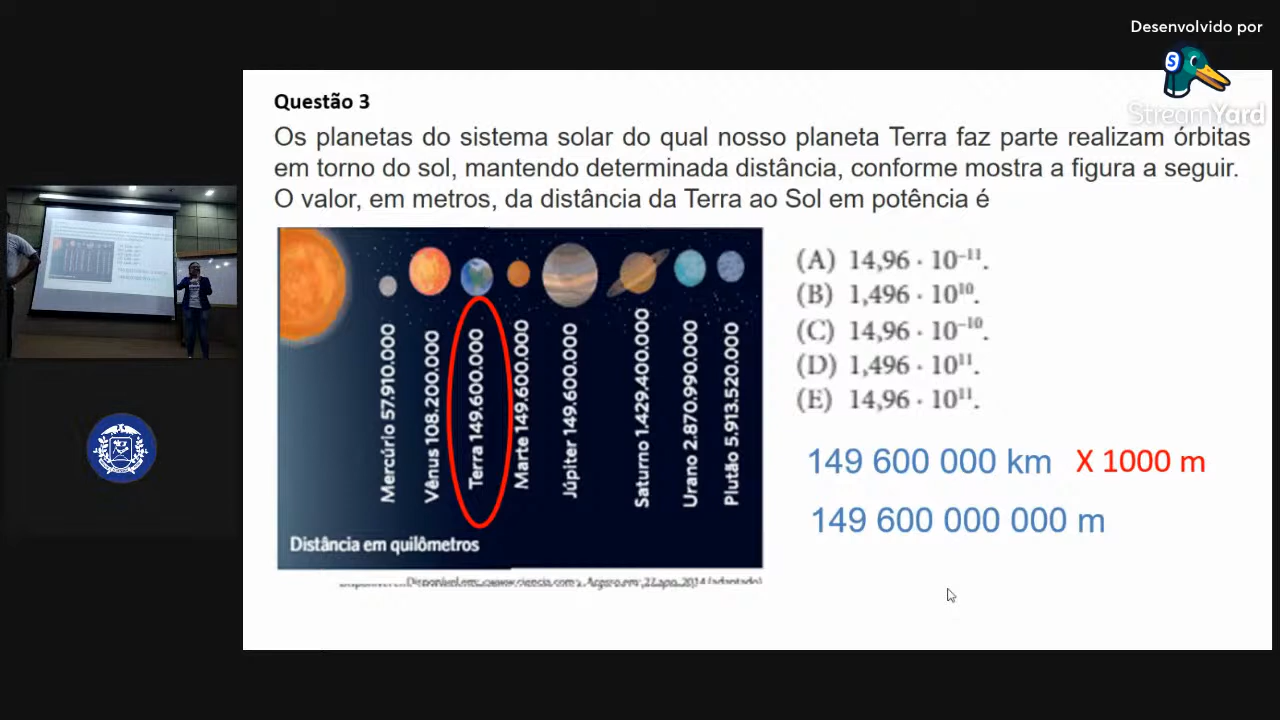 Desenvolvido por
StreamYard
Questão 3
Os planetas do sistema solar do qual nosso planeta Terra faz parte realizam órbitas
em torno do sol, mantendo determinada distância, conforme mostra a figura a seguir.
O valor, em metros, da distância da Terra ao Sol em potência é
Mercúrio 57.910.000
Vênus 108.200.000
Terra 149.600.000
Marte 149.600.000
Júpiter 149.600.000
Saturno 1.429.400.000
Urano 2.870.990.000
Plutão 5.913.520.000
Distância em quilômetros
(A) 14,96 · 10⁻¹¹.
(B) 1,496 · 10¹⁰.
(C) 14,96 · 10⁻¹⁰.
(D) 1,496 · 10¹¹.
(E) 14,96 · 10¹¹.
149 600 000 km X 1000 m
149 600 000 000 m